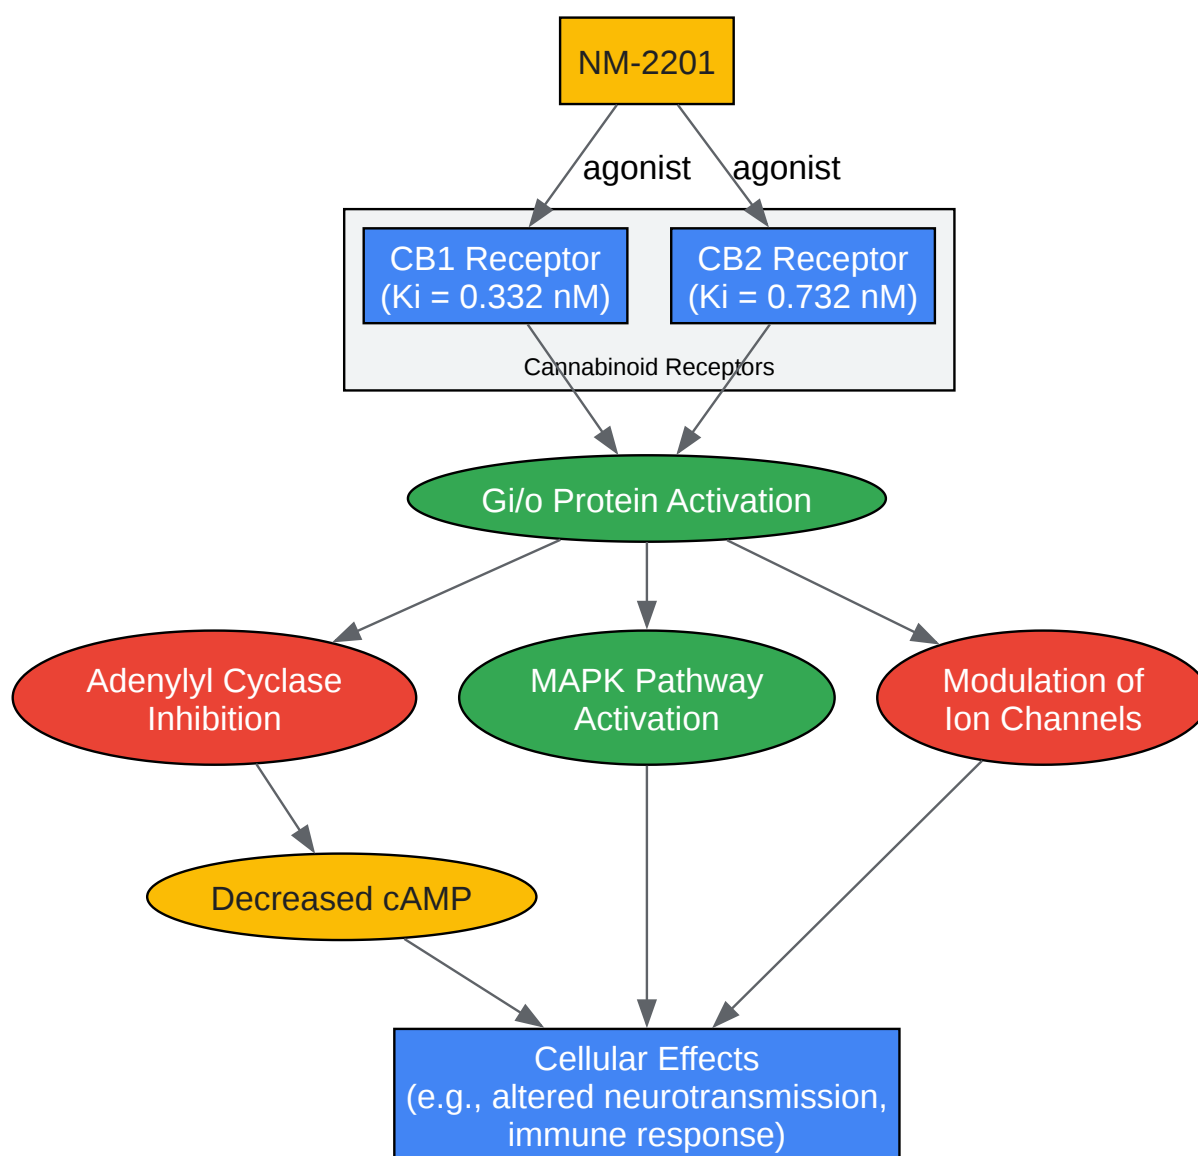 NM-2201
agonist
agonist
CB1 Receptor
(Ki = 0.332 nM)
CB2 Receptor
(Ki = 0.732 nM)
Cannabinoid Receptors
Gi/o Protein Activation
Adenylyl Cyclase
Inhibition
MAPK Pathway
Activation
Modulation of
Ion Channels
Decreased cAMP
Cellular Effects
(e.g., altered neurotransmission,
immune response)